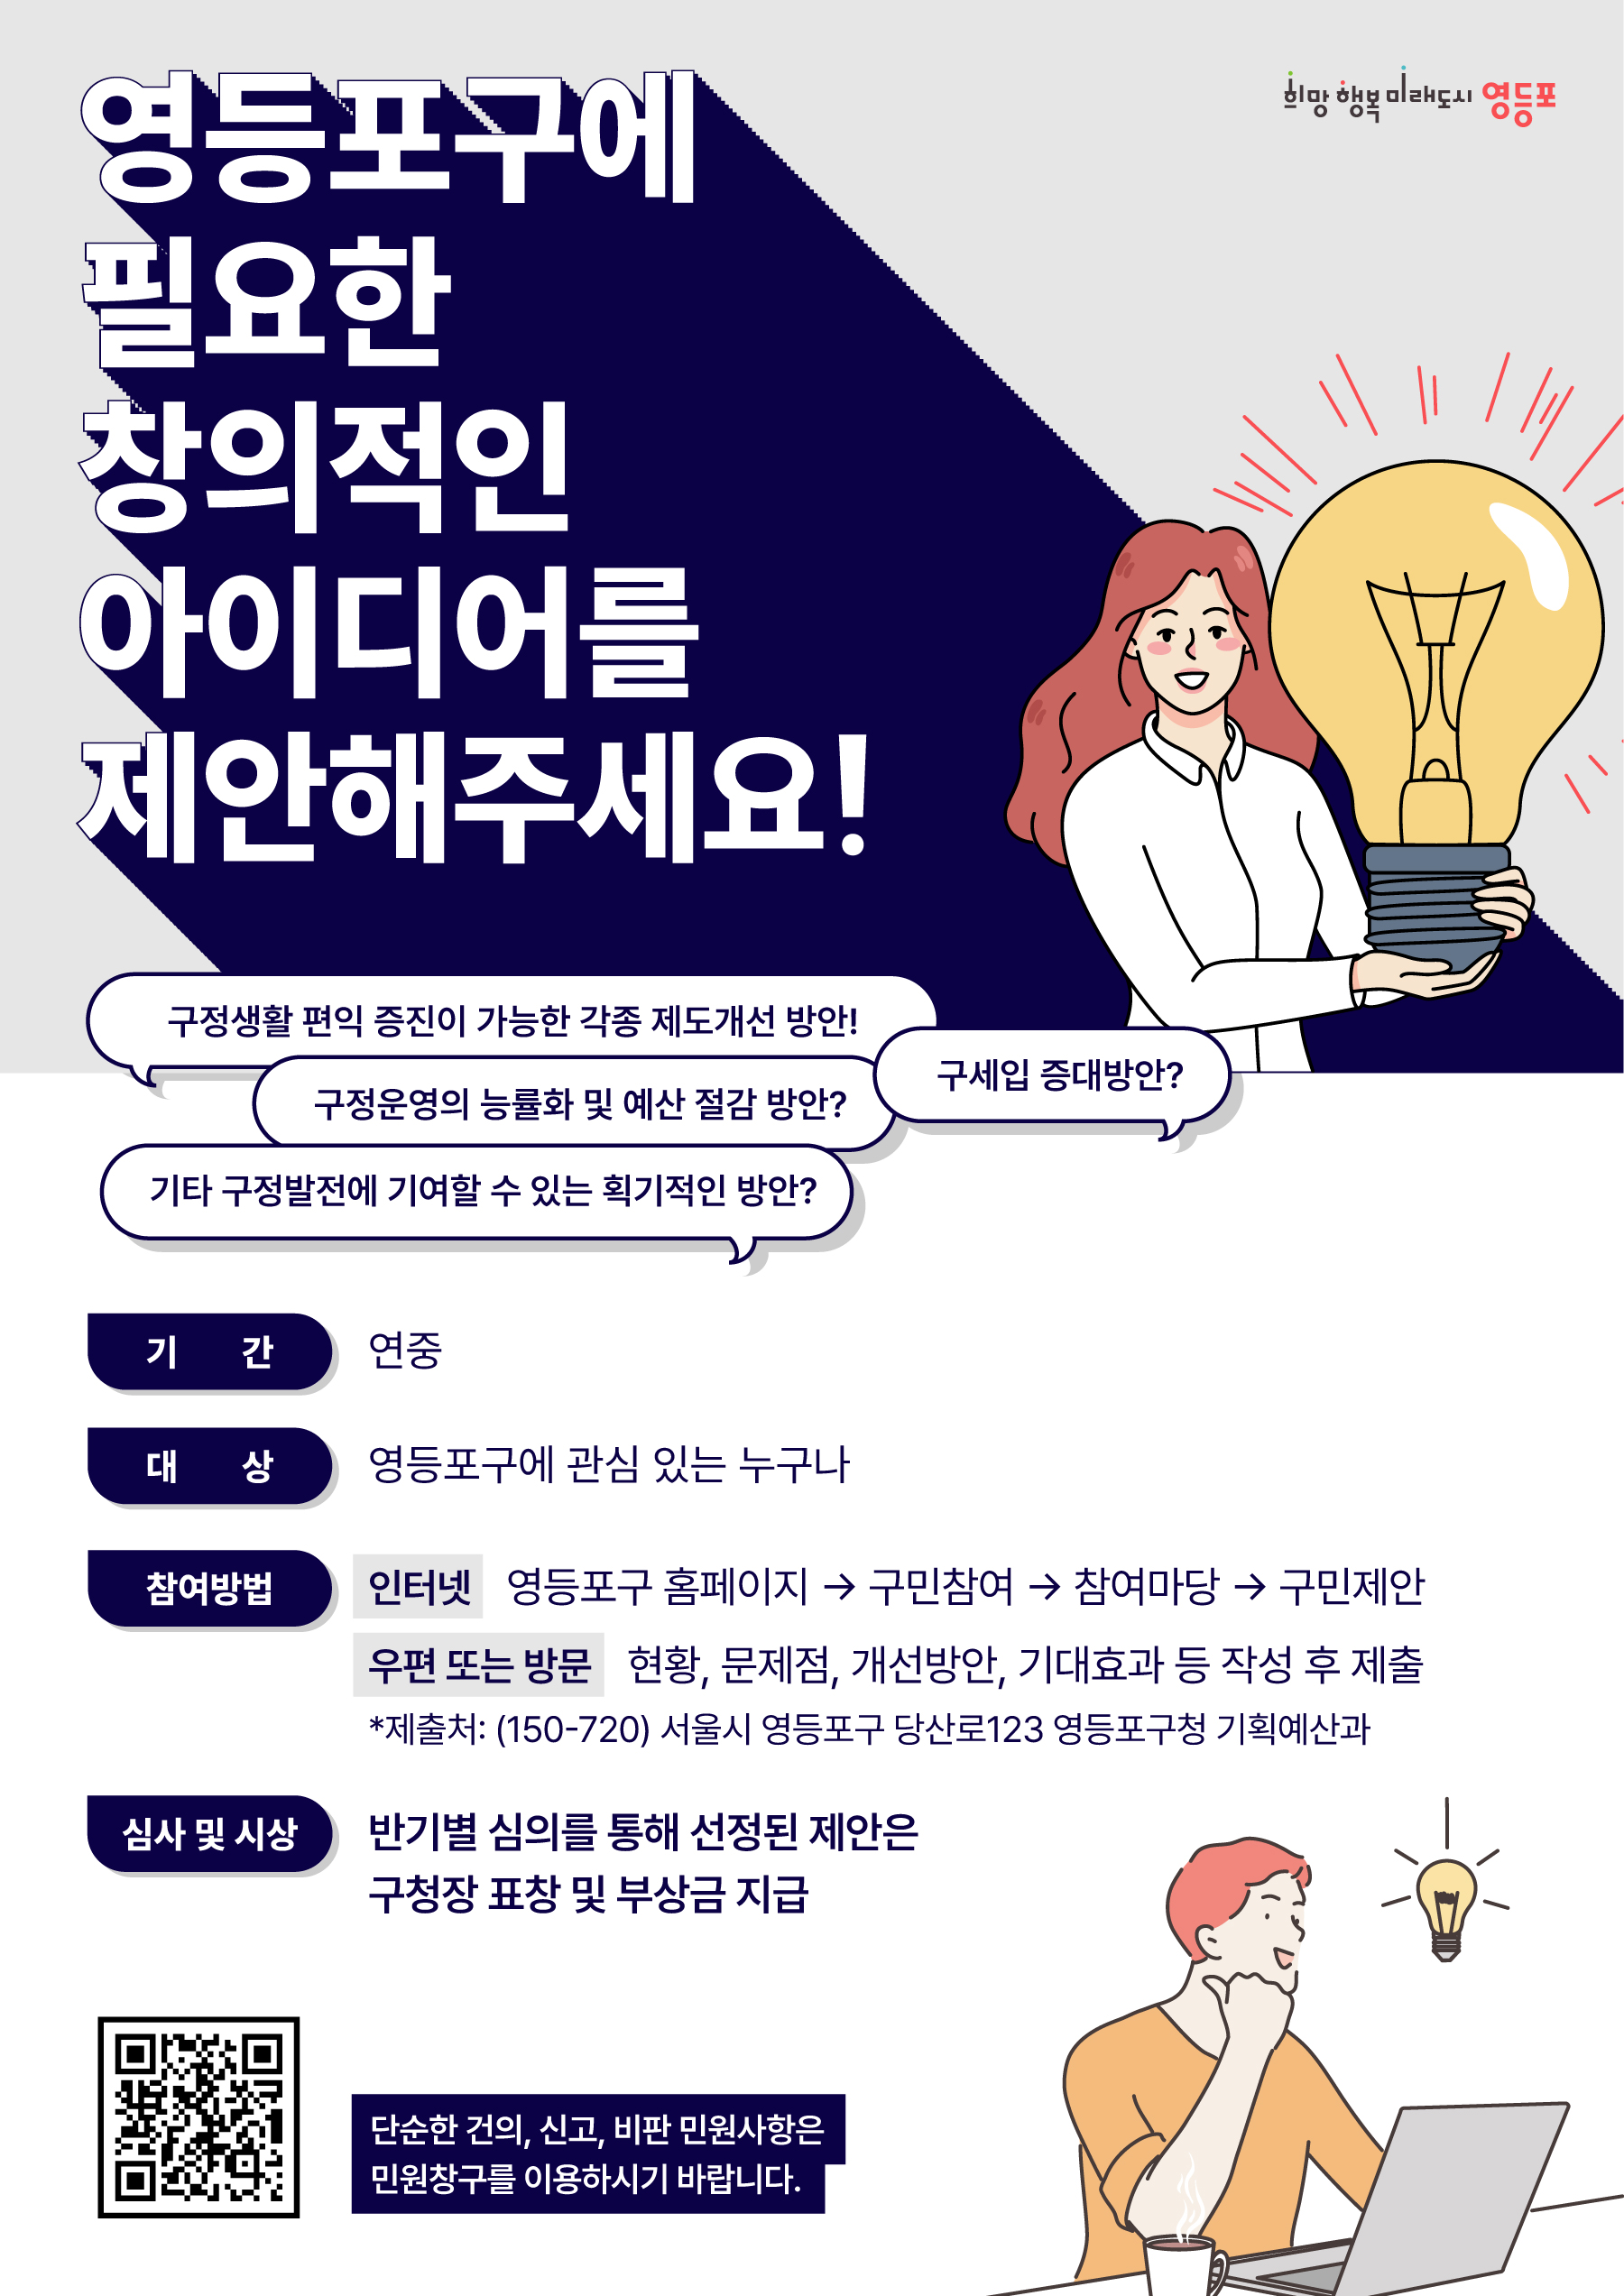 희망 행복 미래도시 영등포
영등포구에
필요한
창의적인
아이디어를
제안해주세요!
구정생활 편익 증진이 가능한 각종 제도개선 방안!
구세입 증대방안?
구정운영의 능률화 및 예산 절감 방안?
기타 구정발전에 기여할 수 있는 획기적인 방안?
기 간 연중
대 상 영등포구에 관심 있는 누구나
참여방법 인터넷 영등포구 홈페이지 → 구민참여 → 참여마당 → 구민제안
우편 또는 방문 현황, 문제점, 개선방안, 기대효과 등 작성 후 제출
*제출처: (150-720) 서울시 영등포구 당산로123 영등포구청 기획예산과
심사 및 시상 반기별 심의를 통해 선정된 제안은
구청장 표창 및 부상금 지급
단순한 건의, 신고, 비판 민원사항은
민원창구를 이용하시기 바랍니다.